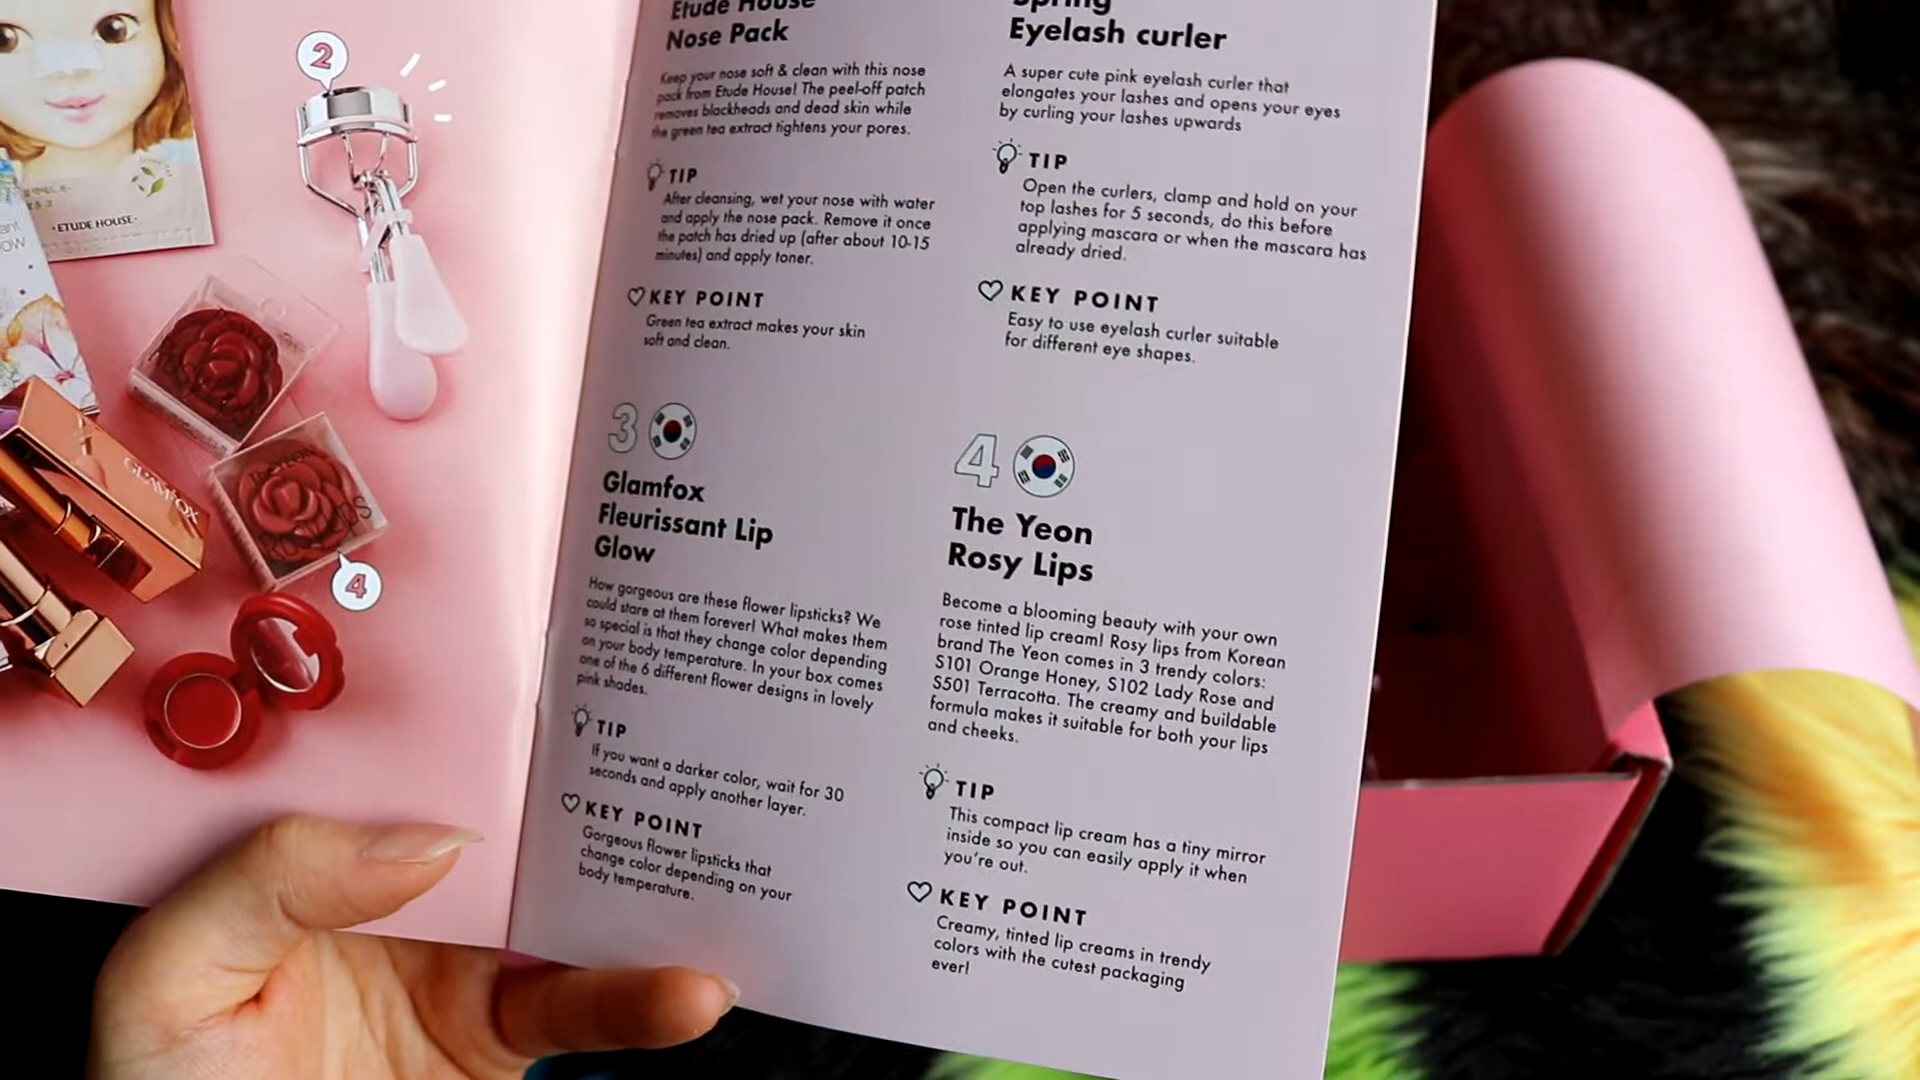 2
ETUDE HOUSE
GLAMFOX
4
Etude House
Nose Pack
Keep your nose soft & clean with this nose
pack from Etude House! The peel-off patch
removes blackheads and dead skin while
the green tea extract tightens your pores.
TIP
After cleansing, wet your nose with water
and apply the nose pack. Remove it once
the patch has dried up (after about 10-15
minutes) and apply toner.
KEY POINT
Green tea extract makes your skin
soft and clean.
Spring
Eyelash curler
A super cute pink eyelash curler that
elongates your lashes and opens your eyes
by curling your lashes upwards
TIP
Open the curlers, clamp and hold on your
top lashes for 5 seconds, do this before
applying mascara or when the mascara has
already dried.
KEY POINT
Easy to use eyelash curler suitable
for different eye shapes.
3
Glamfox
Fleurissant Lip
Glow
How gorgeous are these flower lipsticks? We
could stare at them forever! What makes them
so special is that they change color depending
on your body temperature. In your box comes
one of the 6 different flower designs in lovely
pink shades.
TIP
If you want a darker color, wait for 30
seconds and apply another layer.
KEY POINT
Gorgeous flower lipsticks that
change color depending on your
body temperature.
4
The Yeon
Rosy Lips
Become a blooming beauty with your own
rose tinted lip cream! Rosy lips from Korean
brand The Yeon comes in 3 trendy colors:
S101 Orange Honey, S102 Lady Rose and
S501 Terracotta. The creamy and buildable
formula makes it suitable for both your lips
and cheeks.
TIP
This compact lip cream has a tiny mirror
inside so you can easily apply it when
you're out.
KEY POINT
Creamy, tinted lip creams in trendy
colors with the cutest packaging
ever!